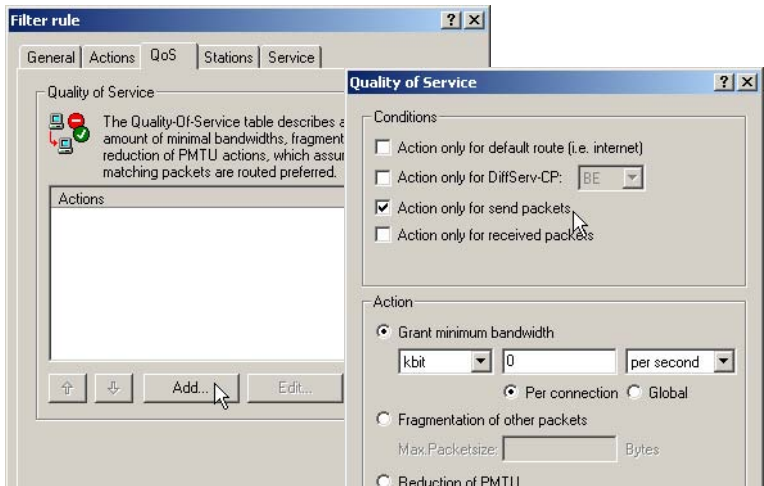 Filter rule
General Actions QoS Stations Service
Quality of Service
The Quality-Of-Service table describes a
amount of minimal bandwidths, fragment
reduction of PMTU actions, which assur
matching packets are routed preferred.
Actions
Add... Edit...
Quality of Service
Conditions
Action only for default route (i.e. internet)
Action only for DiffServ-CP: BE
Action only for send packets
Action only for received packets
Action
Grant minimum bandwidth
kbit 0 per second
Per connection Global
Fragmentation of other packets
Max.Packetsize: Bytes
Reduction of PMTU